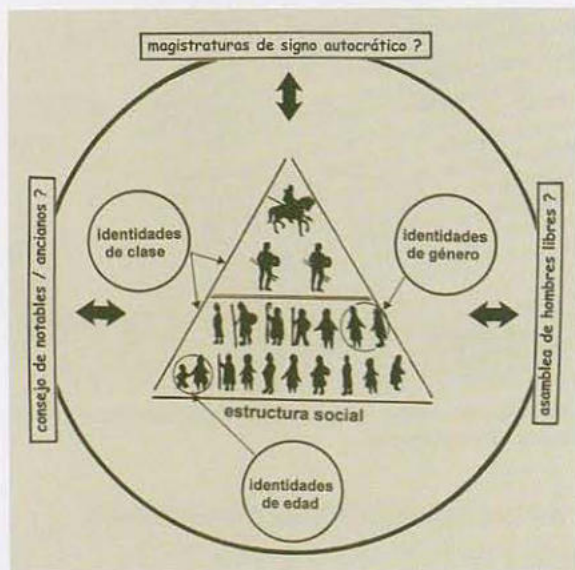 magistraturas de signo autocrático ?
consejo de notables / ancianos ?
identidades
de clase
identidades
de género
asamblea de hombres libres ?
estructura social
identidades
de edad